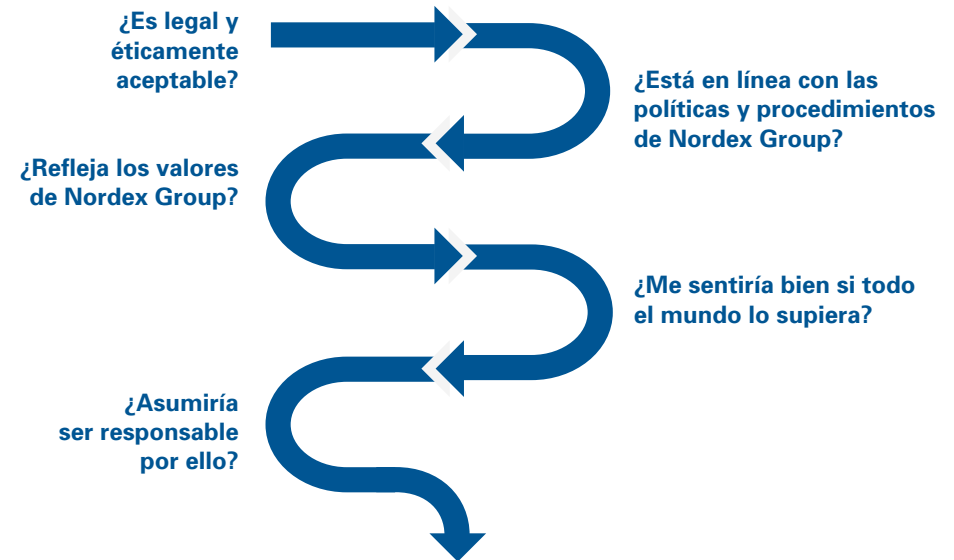 ¿Es legal y
éticamente
aceptable?
¿Está en línea con las
políticas y procedimientos
de Nordex Group?
¿Refleja los valores
de Nordex Group?
¿Me sentiría bien si todo
el mundo lo supiera?
¿Asumiría
ser responsable
por ello?